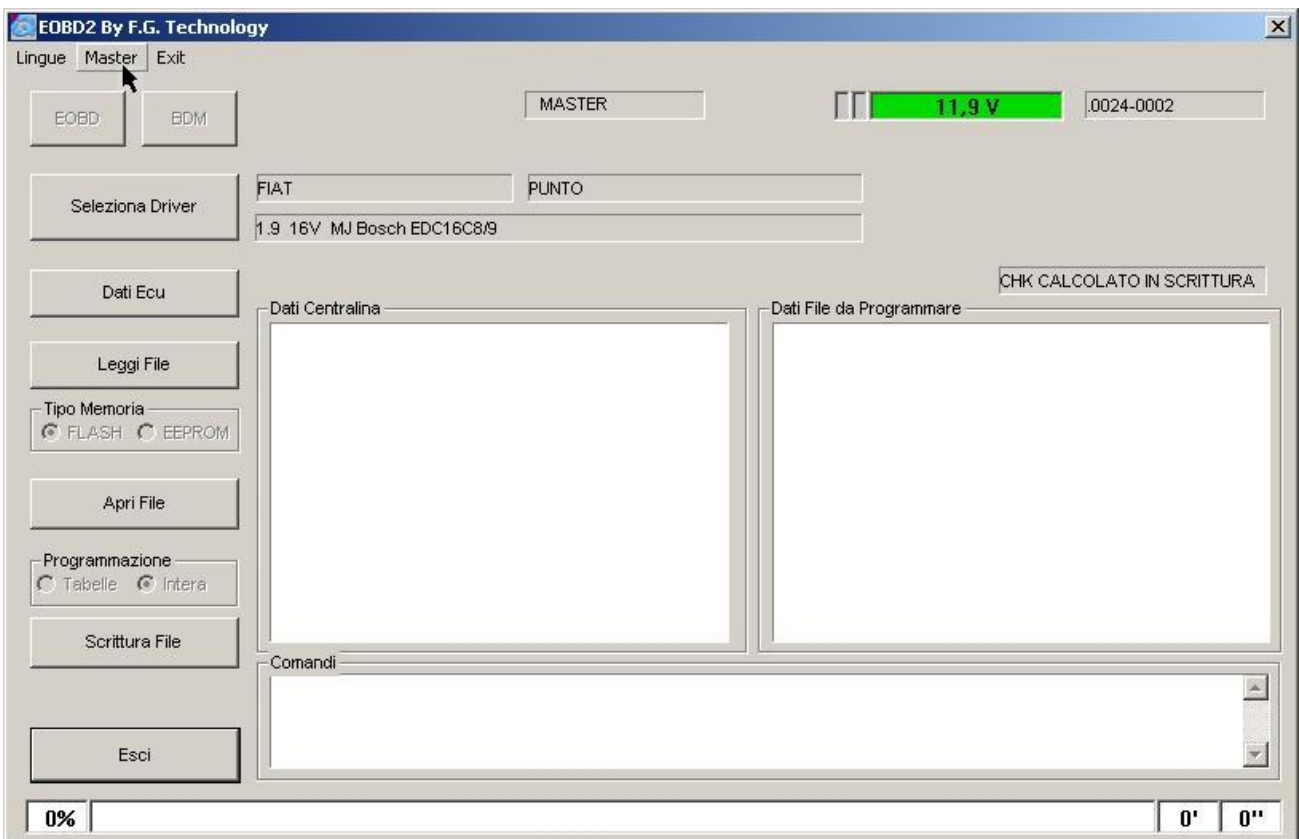 EOBD2 By F.G. Technology
Lingue Master Exit
EOBD BDM MASTER 11,9 V .0024-0002
Seleziona Driver
FIAT PUNTO
1.9 16V MJ Bosch EDC16C8/9
Dati Ecu
CHK CALCOLATO IN SCRITTURA
Dati Centralina Dati File da Programmare
Leggi File
Tipo Memoria
FLASH EEPROM
Apri File
Programmazione
Tabelle Intera
Scrittura File
Comandi
Esci
0% 0' 0''